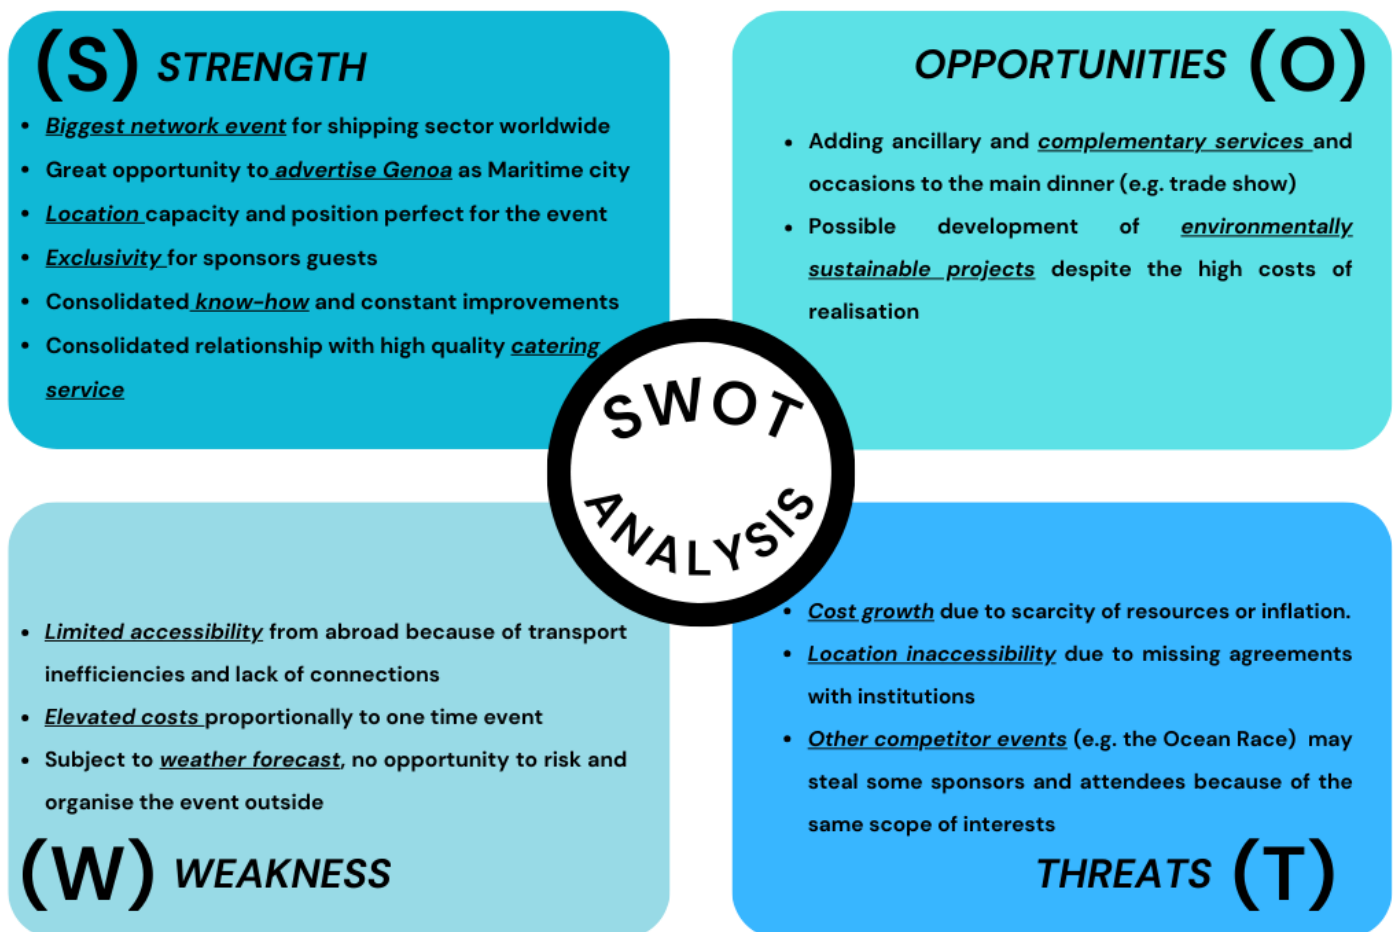 (S) STRENGTH
• Biggest network event for shipping sector worldwide
• Great opportunity to advertise Genoa as Maritime city
• Location capacity and position perfect for the event
• Exclusivity for sponsors guests
• Consolidated know-how and constant improvements
• Consolidated relationship with high quality catering
service
OPPORTUNITIES (O)
• Adding ancillary and complementary services and
occasions to the main dinner (e.g. trade show)
• Possible development of environmentally
sustainable projects despite the high costs of
realisation
SWOT
ANALYSIS
• Limited accessibility from abroad because of transport
inefficiencies and lack of connections
• Elevated costs proportionally to one time event
• Subject to weather forecast, no opportunity to risk and
organise the event outside
(W) WEAKNESS
• Cost growth due to scarcity of resources or inflation.
• Location inaccessibility due to missing agreements
with institutions
• Other competitor events (e.g. the Ocean Race) may
steal some sponsors and attendees because of the
same scope of interests
THREATS (T)